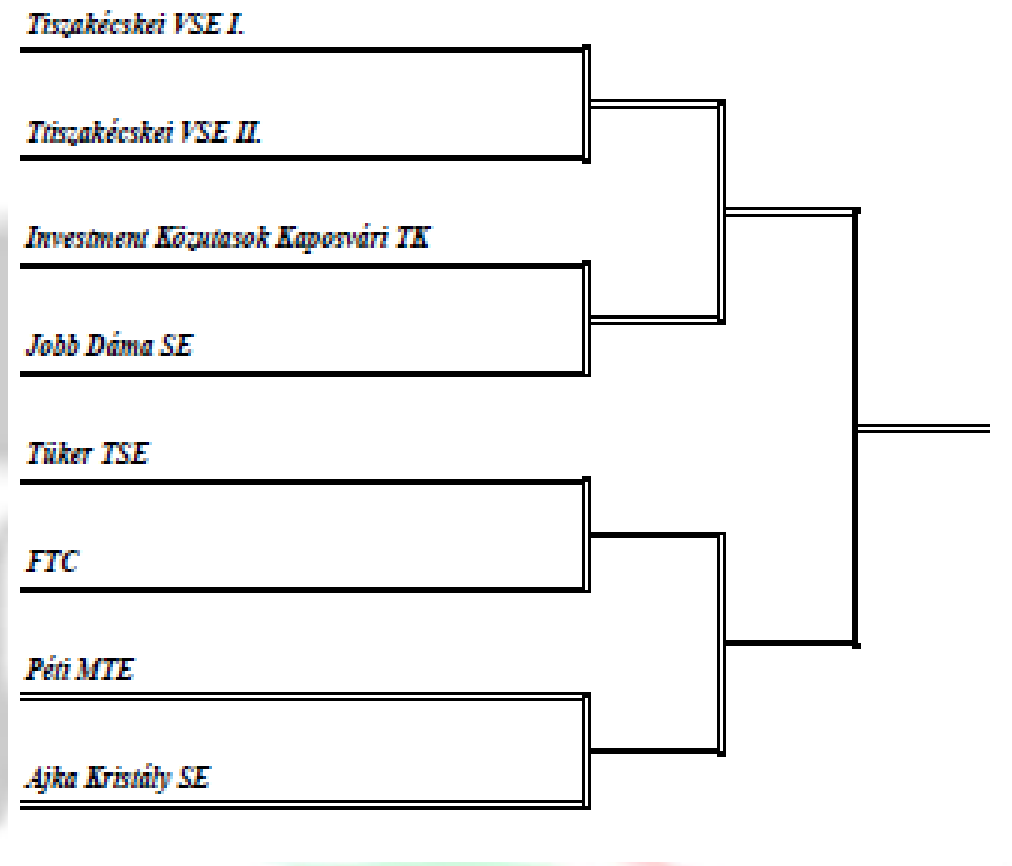 Tiszakécskei VSE I.
Ttiszakécskei VSE II.
Investment Közutasok Kaposvári TK
Jobb Dáma SE
Tüker TSE
FTC
Péti MTE
Ajka Kristály SE